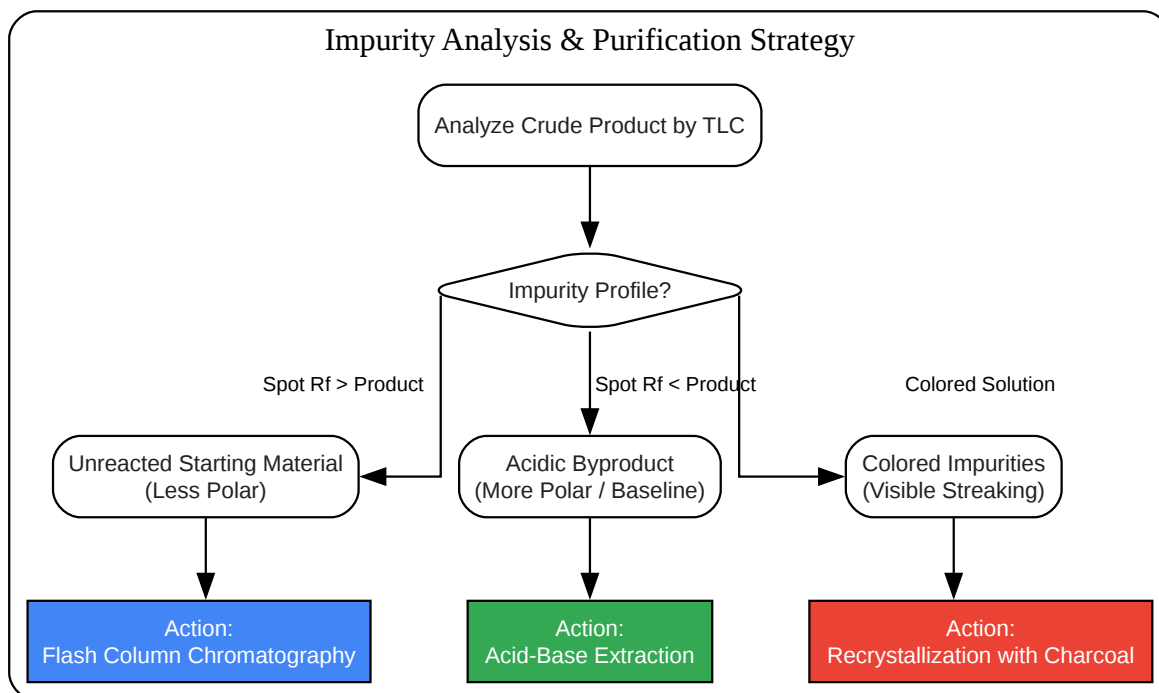 Impurity Analysis & Purification Strategy
Analyze Crude Product by TLC
Impurity Profile?
Spot Rf > Product
Spot Rf < Product
Colored Solution
Unreacted Starting Material
(Less Polar)
Acidic Byproduct
(More Polar / Baseline)
Colored Impurities
(Visible Streaking)
Action:
Flash Column Chromatography
Action:
Acid-Base Extraction
Action:
Recrystallization with Charcoal